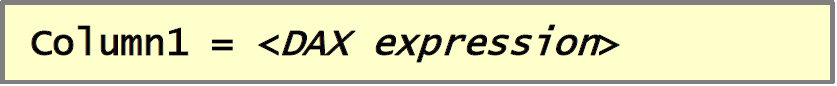 Column1 = <DAX expression>